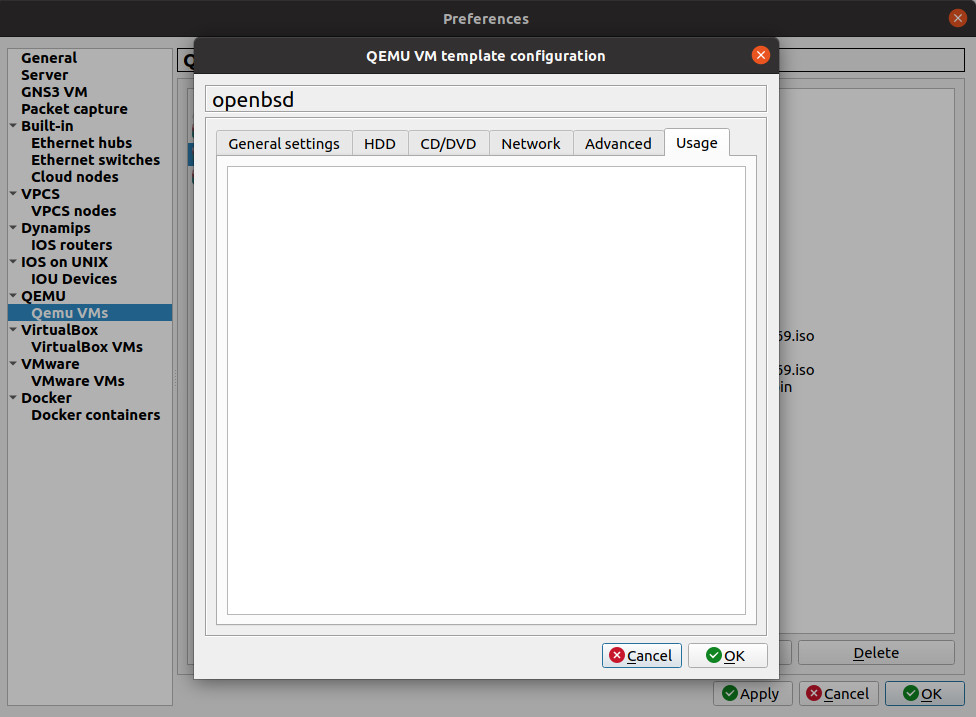 Preferences
General
Server
GNS3 VM
Packet capture
Built-in
Ethernet hubs
Ethernet switches
Cloud nodes
VPCS
VPCS nodes
Dynamips
IOS routers
IOS on UNIX
IOU Devices
QEMU
Qemu VMs
VirtualBox
VirtualBox VMs
VMware
VMware VMs
Docker
Docker containers
QEMU VM template configuration
openbsd
General settings HDD CD/DVD Network Advanced Usage
69.iso
69.iso
in
Cancel OK
Delete
Apply Cancel OK